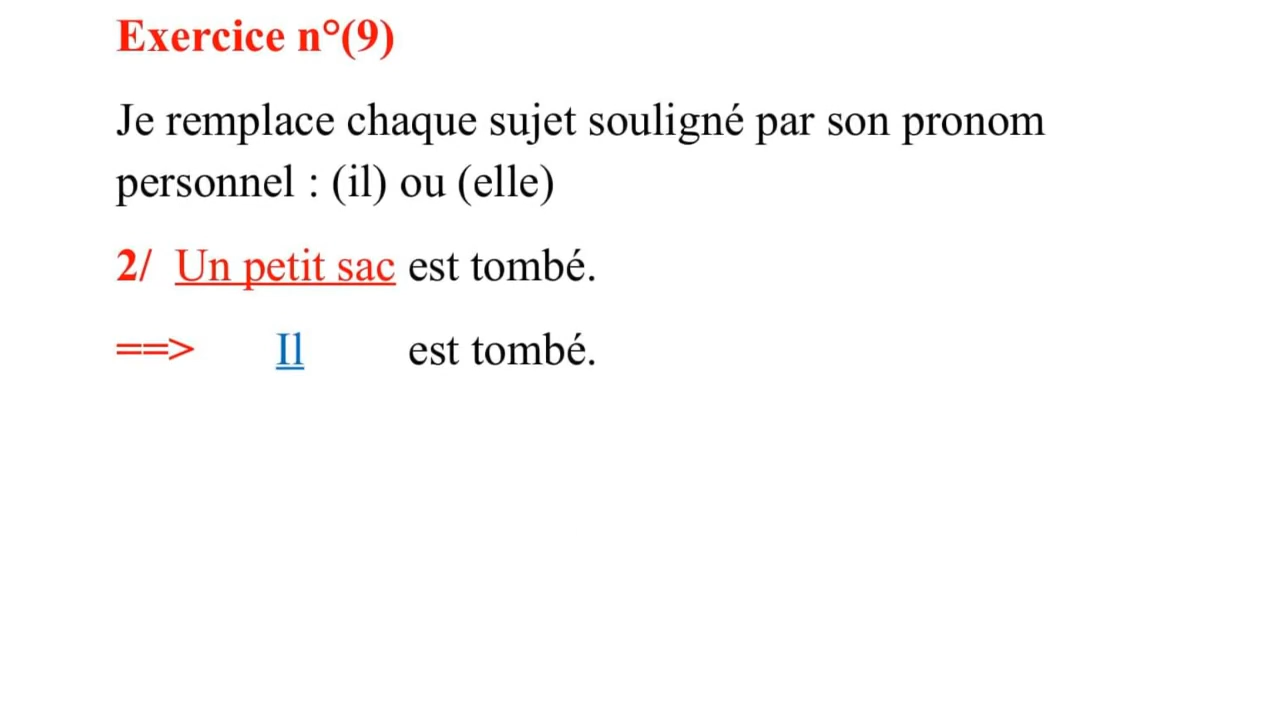 Exercice n°(9)
Je remplace chaque sujet souligné par son pronom
personnel : (il) ou (elle)
2/ Un petit sac est tombé.
==> Il est tombé.